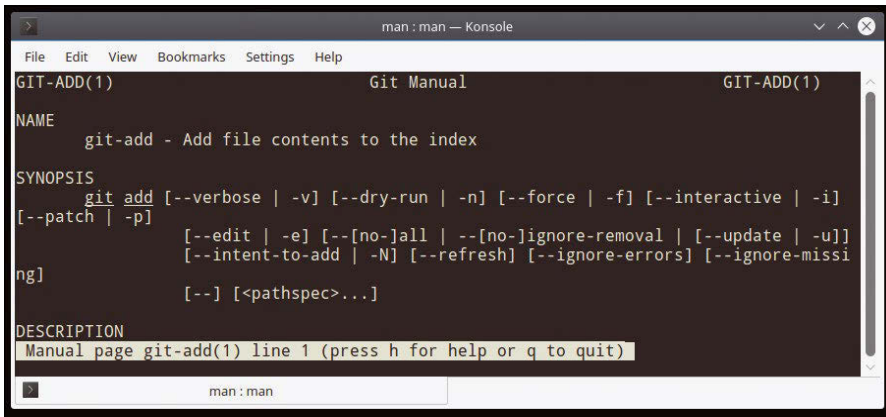 man : man — Konsole
File Edit View Bookmarks Settings Help
GIT-ADD(1) Git Manual GIT-ADD(1)
NAME
git-add - Add file contents to the index
SYNOPSIS
git add [--verbose | -v] [--dry-run | -n] [--force | -f] [--interactive | -i]
[--patch | -p]
[--edit | -e] [--[no-]all | --[no-]ignore-removal | [--update | -u]]
[--intent-to-add | -N] [--refresh] [--ignore-errors] [--ignore-missi
ng]
[--] [<pathspec>...]
DESCRIPTION
Manual page git-add(1) line 1 (press h for help or q to quit)
man : man